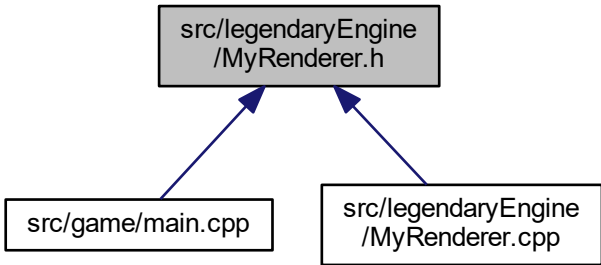 src/legendaryEngine
/MyRenderer.h
src/game/main.cpp
src/legendaryEngine
/MyRenderer.cpp